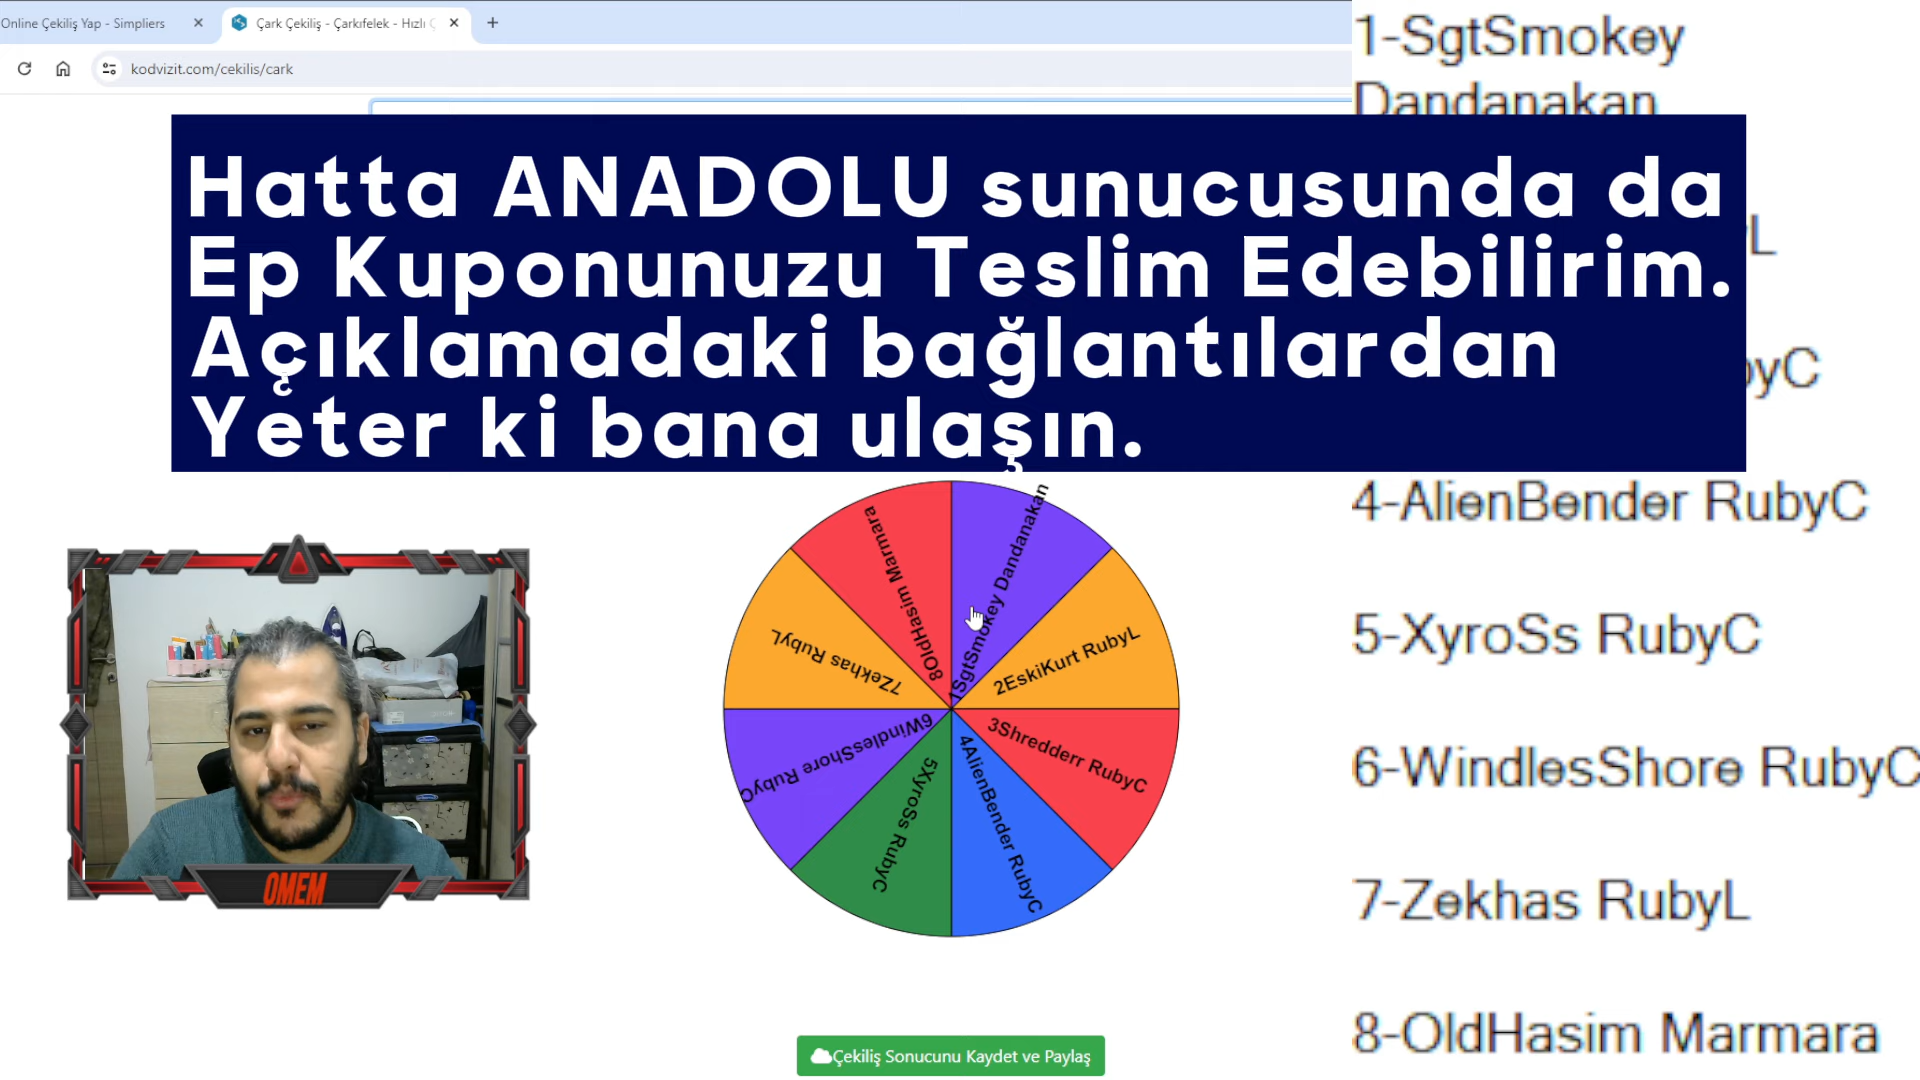 Online Çekiliş Yap - Simpliers
Çark Çekiliş - Çarkıfelek - Hızlı Ç
kodvizit.com/cekilis/cark
1-SgtSmokey
Dandanakan
Hatta ANADOLU sunucusunda da
Ep Kuponunuzu Teslim Edebilirim.
Açıklamadaki bağlantılardan
Yeter ki bana ulaşın.
L
byC
4-AlienBender RubyC
5-XyroSs RubyC
6-WindlesShore RubyC
7-Zekhas RubyL
8-OldHasim Marmara
1SgtSmokey Dandanakan
2EskiKurt RubyL
3Shredderr RubyC
4AlienBender RubyC
5XyroSs RubyC
6WindlesShore RubyC
7Zekhas RubyL
8OldHasim Marmara
OMEM
Çekiliş Sonucunu Kaydet ve Paylaş